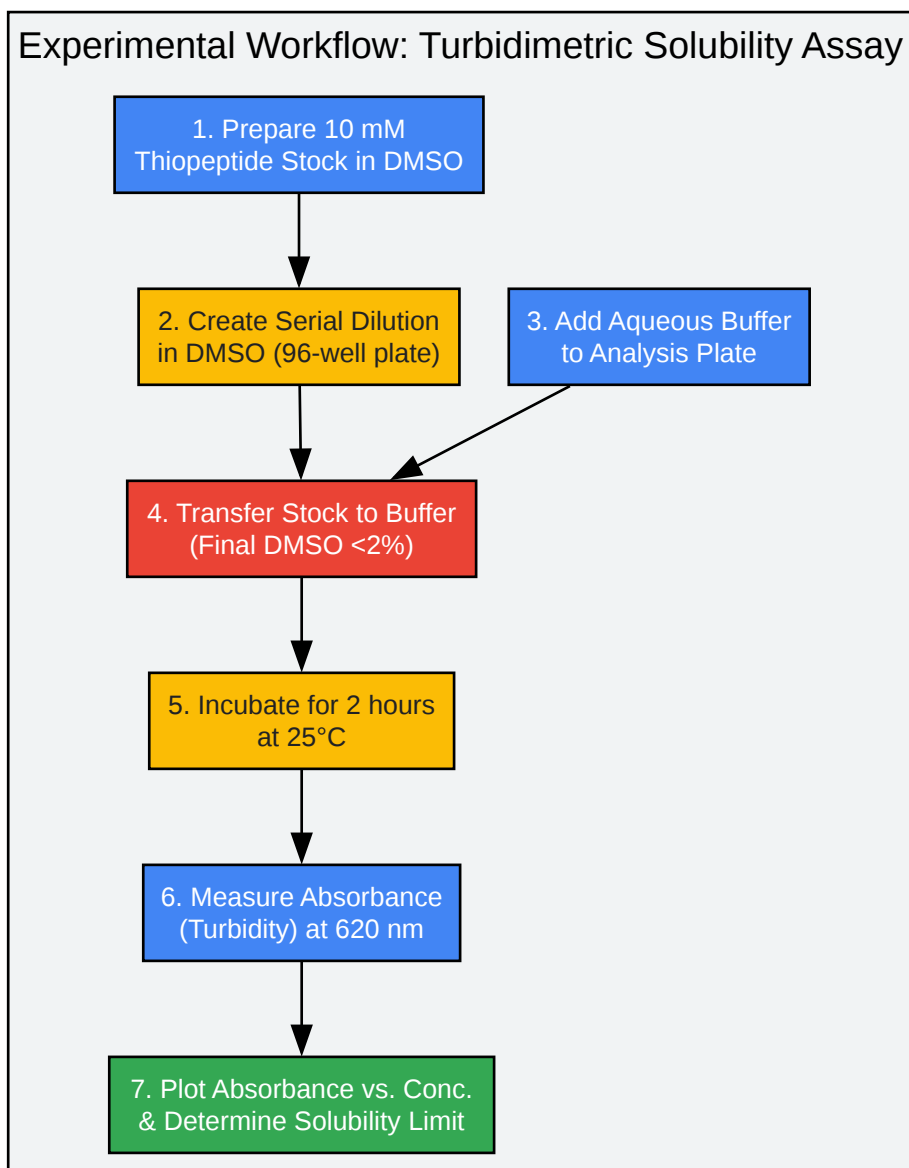 Experimental Workflow: Turbidimetric Solubility Assay
1. Prepare 10 mM
Thiopeptide Stock in DMSO
2. Create Serial Dilution
in DMSO (96-well plate)
3. Add Aqueous Buffer
to Analysis Plate
4. Transfer Stock to Buffer
(Final DMSO <2%)
5. Incubate for 2 hours
at 25°C
6. Measure Absorbance
(Turbidity) at 620 nm
7. Plot Absorbance vs. Conc.
& Determine Solubility Limit